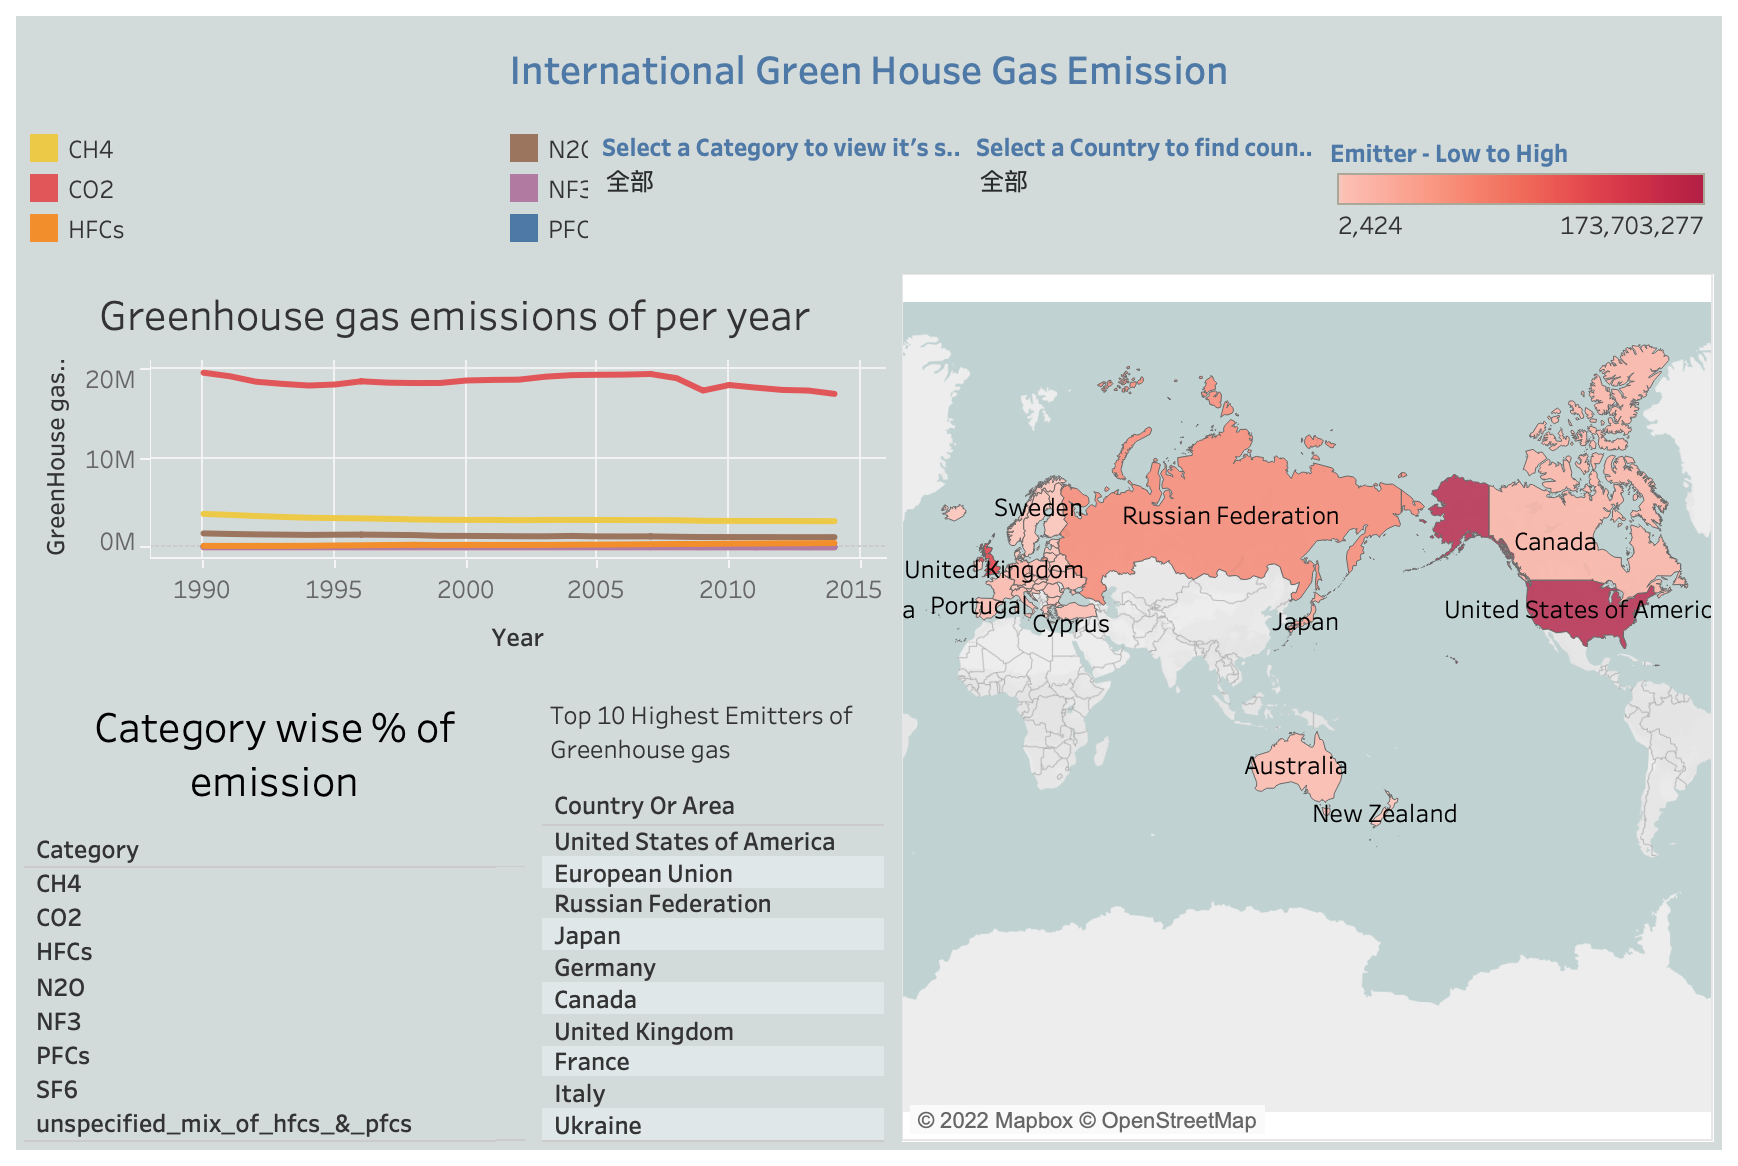 International Green House Gas Emission
CH4
CO2
HFCs
N2
NF3
PFC
Select a Category to view it's s..
全部
Select a Country to find coun..
全部
Emitter - Low to High
2,424
173,703,277
Greenhouse gas emissions of per year
GreenHouse gas..
20M
10M
0M
1990
1995
2000
2005
2010
2015
Year
Category wise % of
emission
Category
CH4
CO2
HFCs
N2O
NF3
PFCs
SF6
unspecified_mix_of_hfcs_&_pfcs
Top 10 Highest Emitters of
Greenhouse gas
Country Or Area
United States of America
European Union
Russian Federation
Japan
Germany
Canada
United Kingdom
France
Italy
Ukraine
Sweden
Russian Federation
Canada
United Kingdom
a
Portugal
Cyprus
Japan
United States of Americ
Australia
New Zealand
© 2022 Mapbox © OpenStreetMap